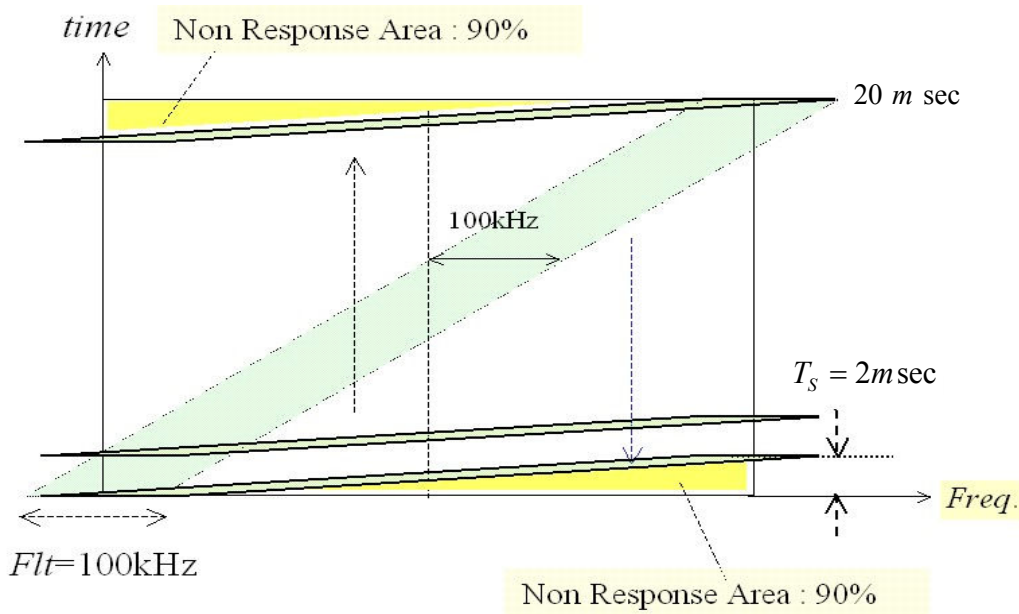 time
Non Response Area : 90%
20 m sec
100kHz
T_S = 2m sec
Freq.
Flt=100kHz
Non Response Area : 90%